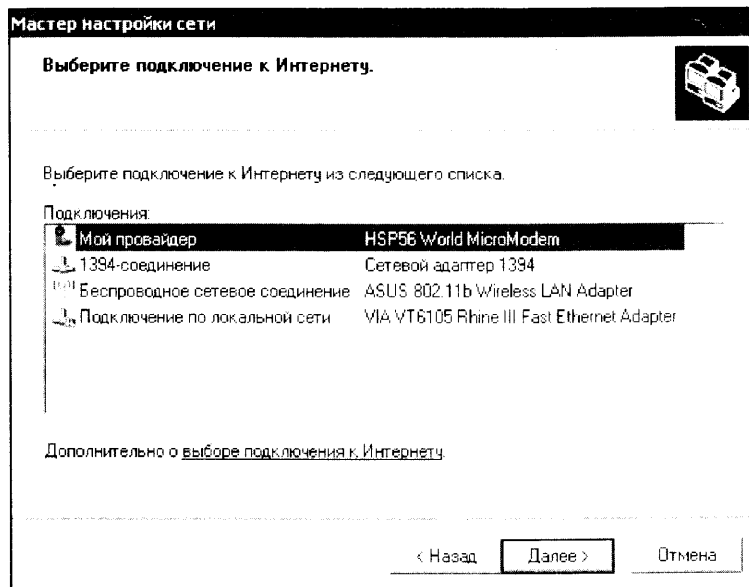 Мастер настройки сети
Выберите подключение к Интернету.
Выберите подключение к Интернету из следующего списка.
Подключения:
Мой провайдер HSP56 World MicroModem
1394-соединение Сетевой адаптер 1394
Беспроводное сетевое соединение ASUS 802.11b Wireless LAN Adapter
Подключение по локальной сети VIA VT6105 Rhine III Fast Ethernet Adapter
Дополнительно о выборе подключения к Интернету.
< Назад Далее > Отмена